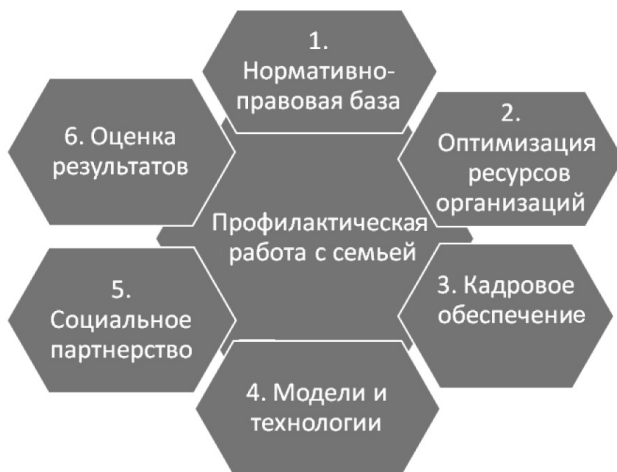 1.
Нормативно-
правовая база
2.
Оптимизация
ресурсов
организаций
3. Кадровое
обеспечение
4. Модели и
технологии
5.
Социальное
партнерство
6. Оценка
результатов
Профилактическая
работа с семьей